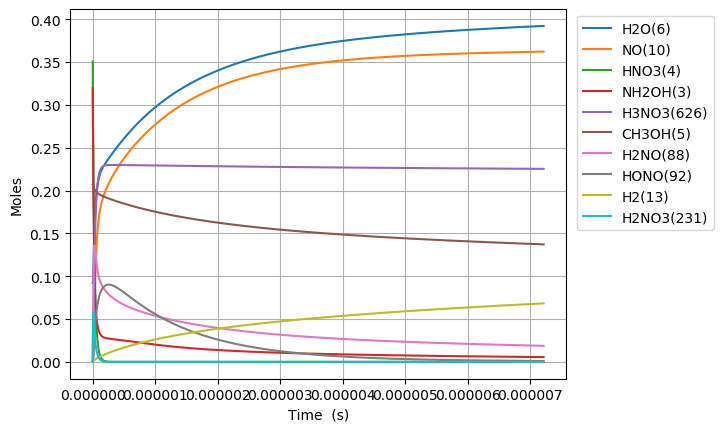 0.40
0.35
0.30
0.25
0.20
0.15
0.10
0.05
0.00
Moles
0.000000 0.000001 0.000002 0.000003 0.000004 0.000005 0.000006 0.000007
Time (s)
H2O(6)
NO(10)
HNO3(4)
NH2OH(3)
H3NO3(626)
CH3OH(5)
H2NO(88)
HONO(92)
H2(13)
H2NO3(231)